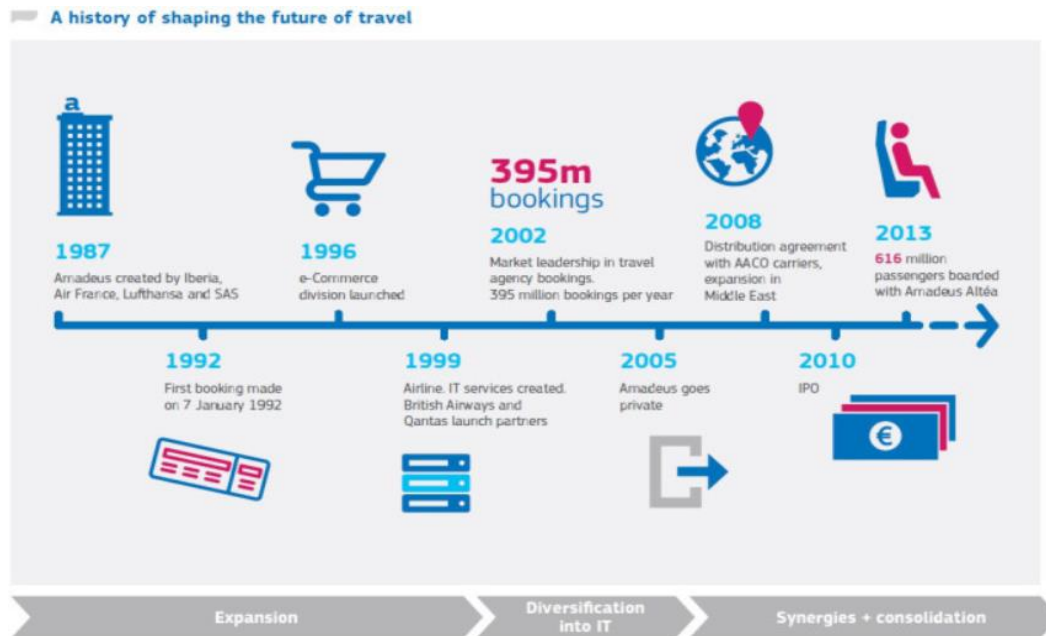 A history of shaping the future of travel
a
1987
Amadeus created by Iberia,
Air France, Lufthansa and SAS
1996
e-Commerce
division launched
395m
bookings
2002
Market leadership in travel
agency bookings.
395 million bookings per year
2008
Distribution agreement
with AACO carriers,
expansion in
Middle East
2013
616 million
passengers boarded
with Amadeus Altéa
1992
First booking made
on 7 January 1992
1999
Airline. IT services created.
British Airways and
Qantas launch partners
2005
Amadeus goes
private
2010
IPO
€
Expansion
Diversification
into IT
Synergies + consolidation